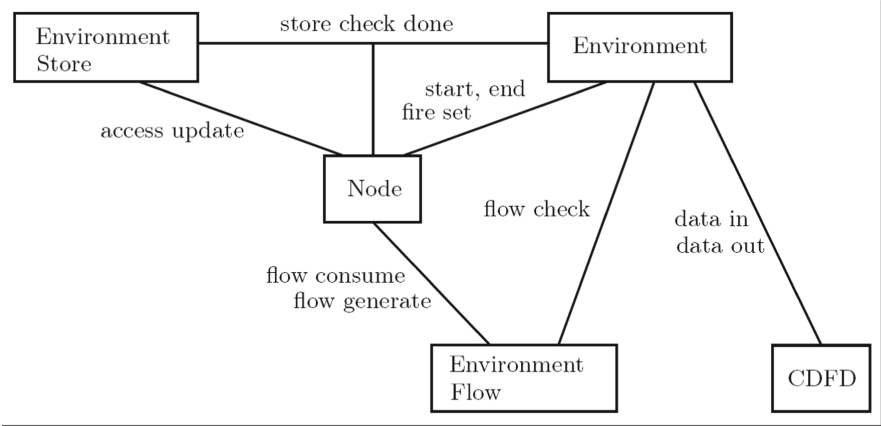 store check done
Environment
Store
Environment
start, end
fire set
access update
Node
flow check
data in
data out
flow consume
flow generate
Environment
Flow
CDFD